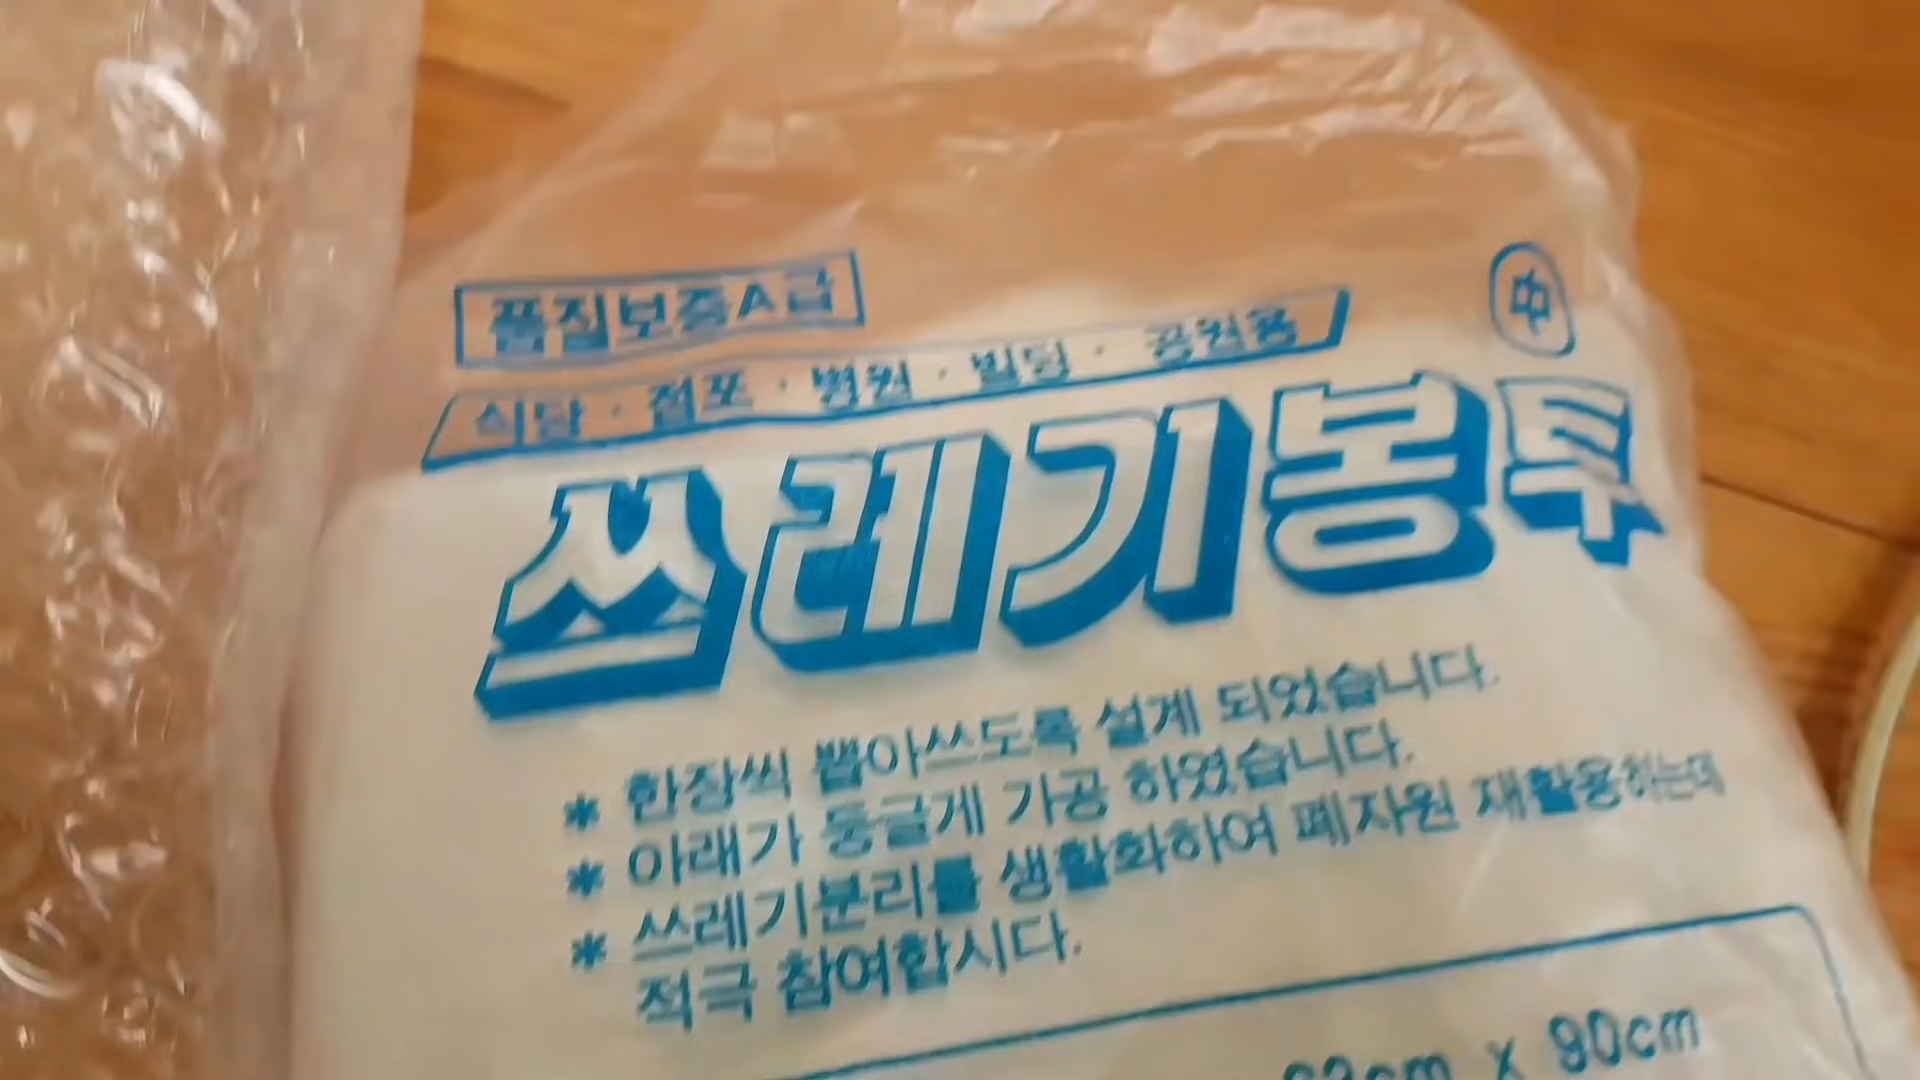 품질보증A급
中
식당 · 점포 · 병원 · 빌딩 · 공원용
쓰레기봉투
* 한장씩 뽑아쓰도록 설계 되었습니다.
* 아래가 둥글게 가공 하였습니다.
* 쓰레기분리를 생활화하여 폐자원 재활용하는데
적극 참여합시다.
cm x 90cm